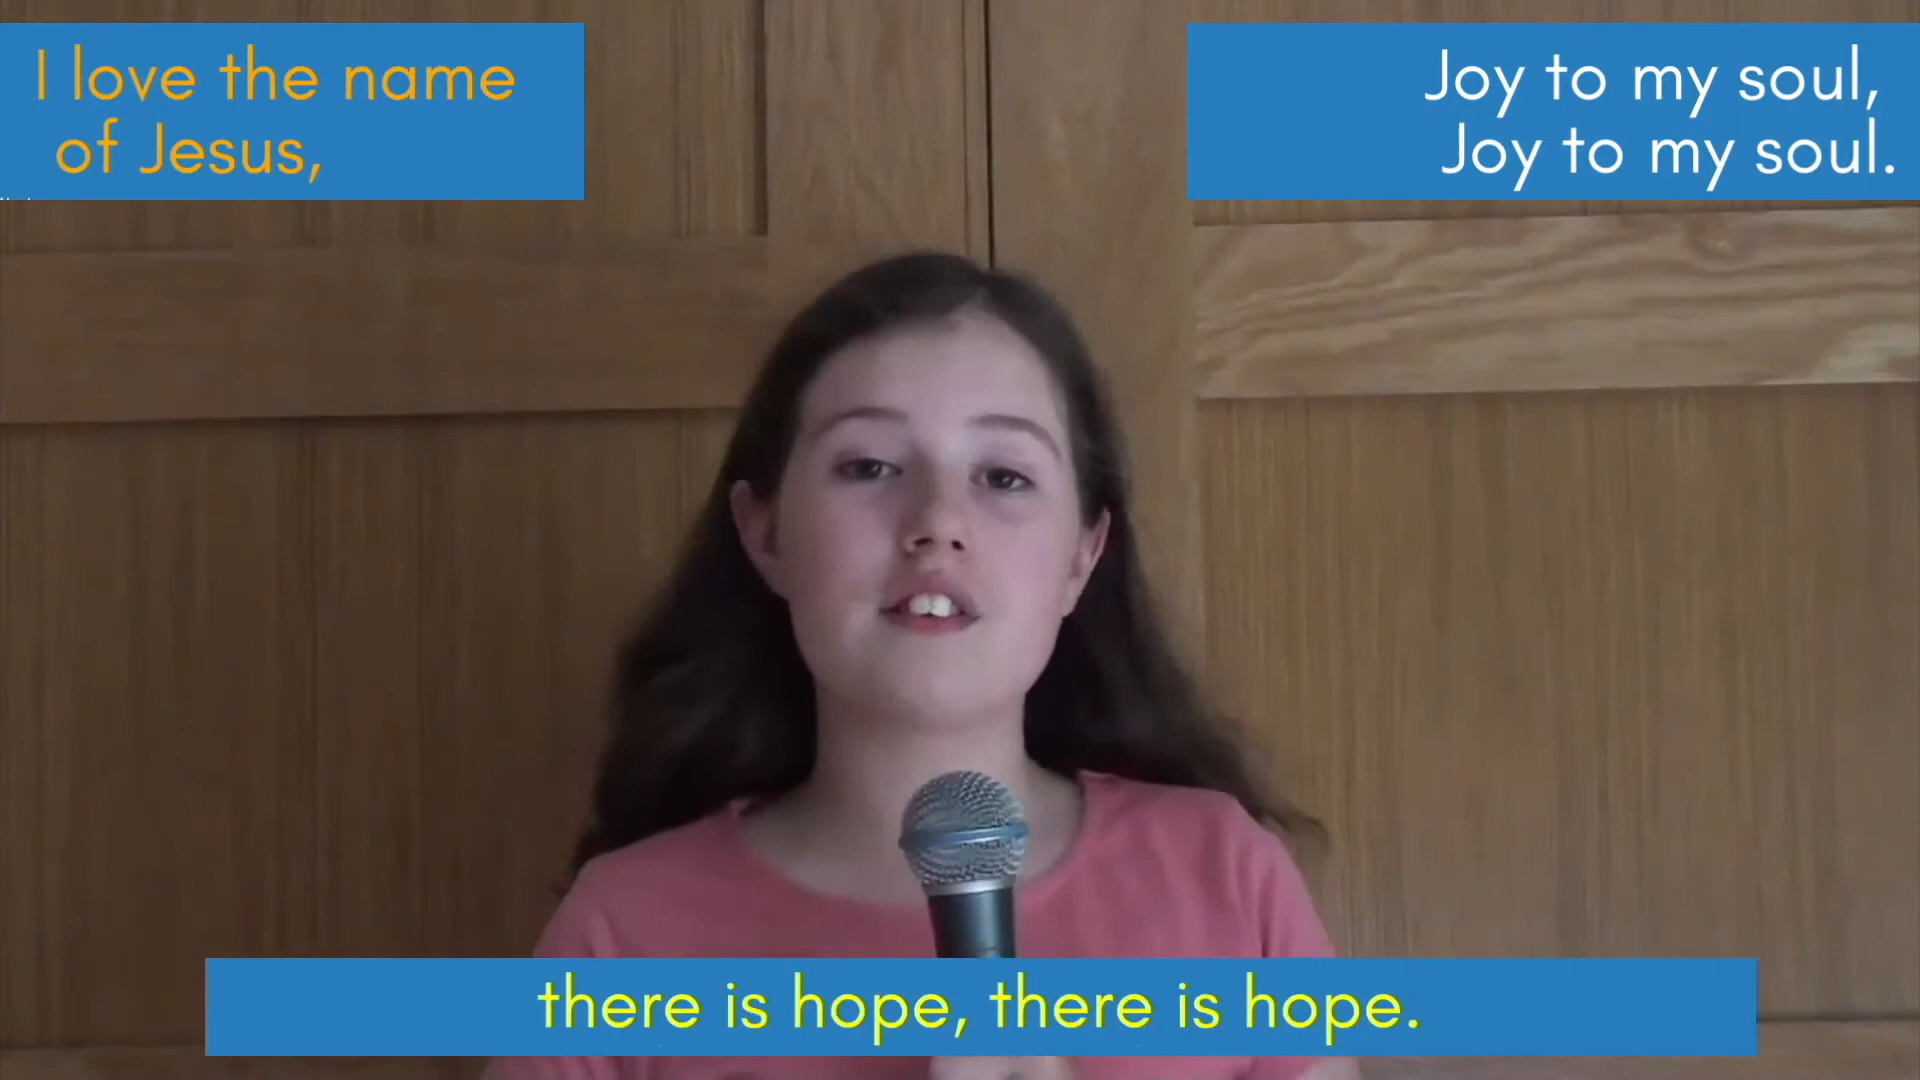 I love the name
of Jesus,
Joy to my soul,
Joy to my soul.
there is hope, there is hope.